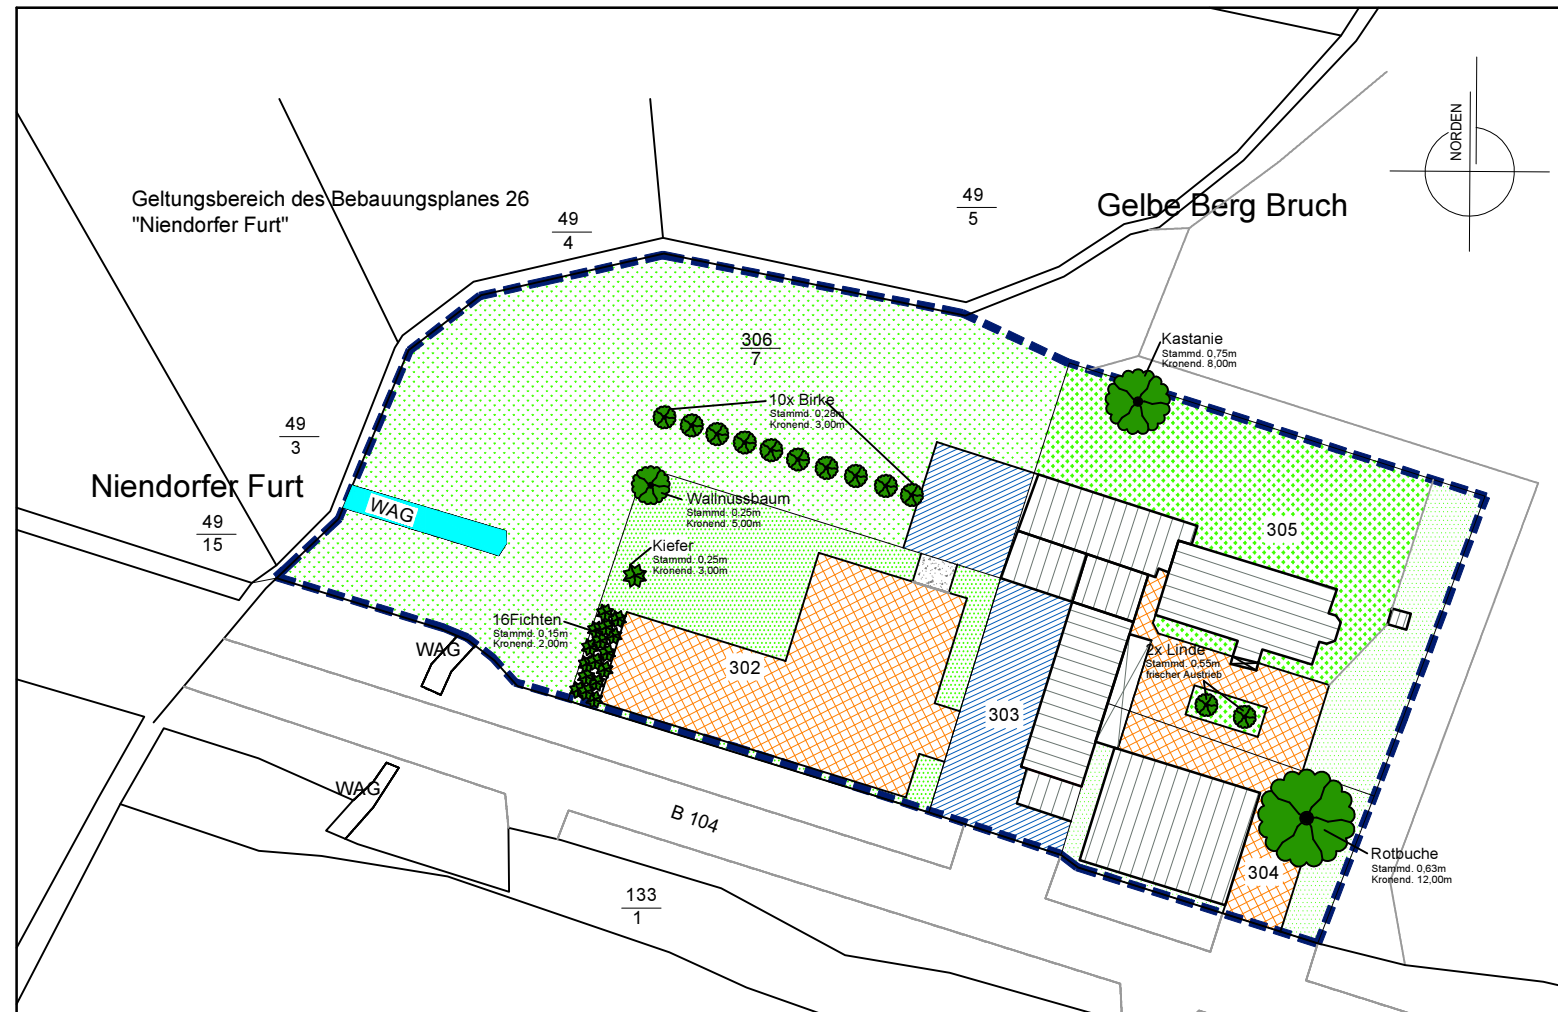 NORDEN
Geltungsbereich des Bebauungsplanes 26
"Niendorfer Furt"
49
4
49
5
Gelbe Berg Bruch
306
7
Kastanie
Stammd. 0,75m
Kronend. 8,00m
10x Birke
Stammd. 0,28m
Kronend. 3,00m
49
3
Niendorfer Furt
49
15
WAG
Wallnussbaum
Stammd. 0,25m
Kronend. 5,00m
305
Kiefer
Stammd. 0,25m
Kronend. 3,00m
16Fichten
Stammd. 0,15m
Kronend. 2,00m
WAG
302
2x Linde
Stammd. 0,55m
frischer Austrieb
303
WAG
B 104
Rotbuche
Stammd. 0,63m
Kronend. 12,00m
304
133
1